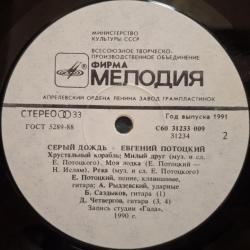 МИНИСТЕРСТВО
КУЛЬТУРЫ СССР
ВСЕСОЮЗНОЕ ТВОРЧЕСКО-
ПРОИЗВОДСТВЕННОЕ ОБЪЕДИНЕНИЕ
ФИРМА
МЕЛОДИЯ
АПРЕЛЕВСКИЙ ОРДЕНА ЛЕНИНА ЗАВОД ГРАМПЛАСТИНОК
СТЕРЕО 33
Год выпуска 1991
ГОСТ 5289-88
С60 31233 009
31234
2
СЕРЫЙ ДОЖДЬ - ЕВГЕНИЙ ПОТОЦКИЙ
Хрустальный корабль; Милый друг (муз. и сл.
Е. Потоцкого). Моя лодка (Е. Потоцкий —
Н. Ислам). Река (муз. и сл. Е. Потоцкого)
Е. Потоцкий, пение, клавишные,
гитара; А. Рыдзевский, ударные
Б. Саздыков (1)
Д. Четвергов, гитара (3, 4)
Запись студии «Гала»,
1990 г.